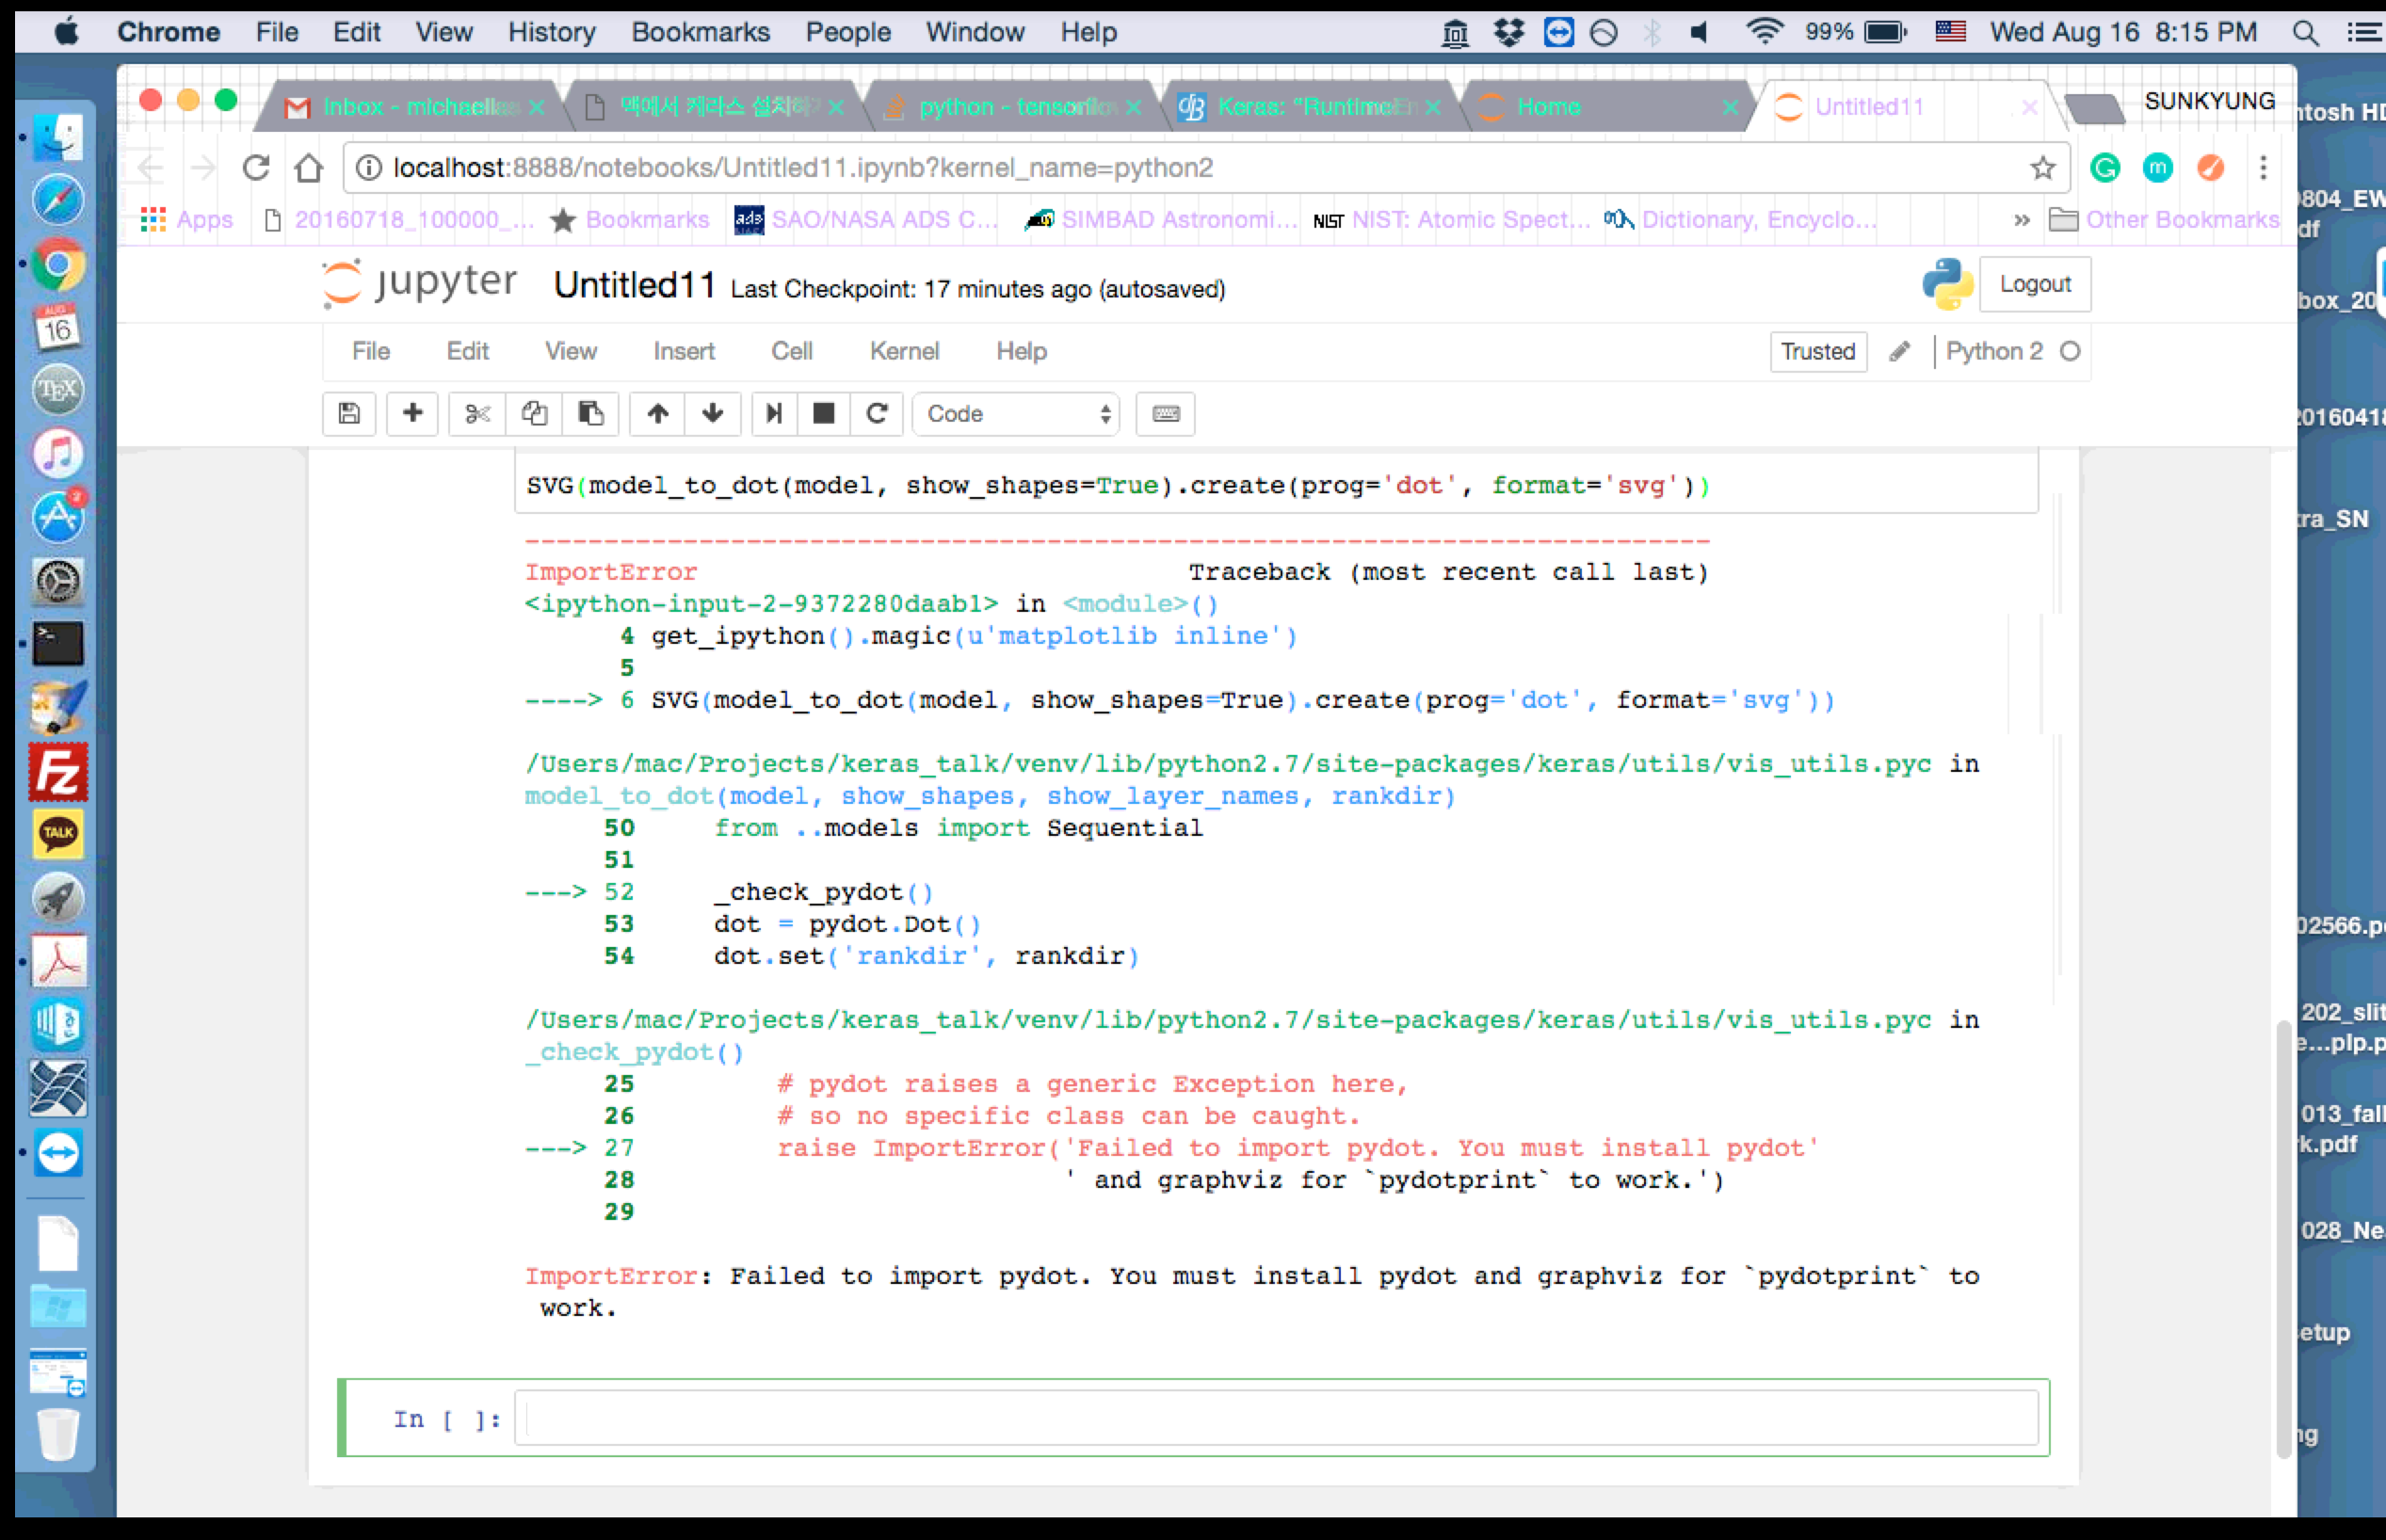 Chrome File Edit View History Bookmarks People Window Help 99% Wed Aug 16 8:15 PM
Inbox - michaellee 맥에서 케라스 설치하기 python - tensorflow Keras: "RuntimeEr Home Untitled11 SUNKYUNG
localhost:8888/notebooks/Untitled11.ipynb?kernel_name=python2
Apps 20160718_100000_... Bookmarks SAO/NASA ADS C... SIMBAD Astronomi... NIST NIST: Atomic Spect... Dictionary, Encyclo... » Other Bookmarks
jupyter Untitled11 Last Checkpoint: 17 minutes ago (autosaved) Logout
File Edit View Insert Cell Kernel Help Trusted Python 2
Code
SVG(model_to_dot(model, show_shapes=True).create(prog='dot', format='svg'))
---------------------------------------------------------------------------
ImportError Traceback (most recent call last)
<ipython-input-2-9372280daab1> in <module>()
4 get_ipython().magic(u'matplotlib inline')
5
----> 6 SVG(model_to_dot(model, show_shapes=True).create(prog='dot', format='svg'))
/Users/mac/Projects/keras_talk/venv/lib/python2.7/site-packages/keras/utils/vis_utils.pyc in
model_to_dot(model, show_shapes, show_layer_names, rankdir)
50 from ..models import Sequential
51
---> 52 _check_pydot()
53 dot = pydot.Dot()
54 dot.set('rankdir', rankdir)
/Users/mac/Projects/keras_talk/venv/lib/python2.7/site-packages/keras/utils/vis_utils.pyc in
_check_pydot()
25 # pydot raises a generic Exception here,
26 # so no specific class can be caught.
---> 27 raise ImportError('Failed to import pydot. You must install pydot'
28 ' and graphviz for `pydotprint` to work.')
29
ImportError: Failed to import pydot. You must install pydot and graphviz for `pydotprint` to
work.
In [ ]:
AUG
16
TEX
TALK
ntosh HD
0804_EW
df
box_20
20160418
tra_SN
02566.p
202_slit
e...plp.p
013_fall
k.pdf
028_Ne
etup
ng